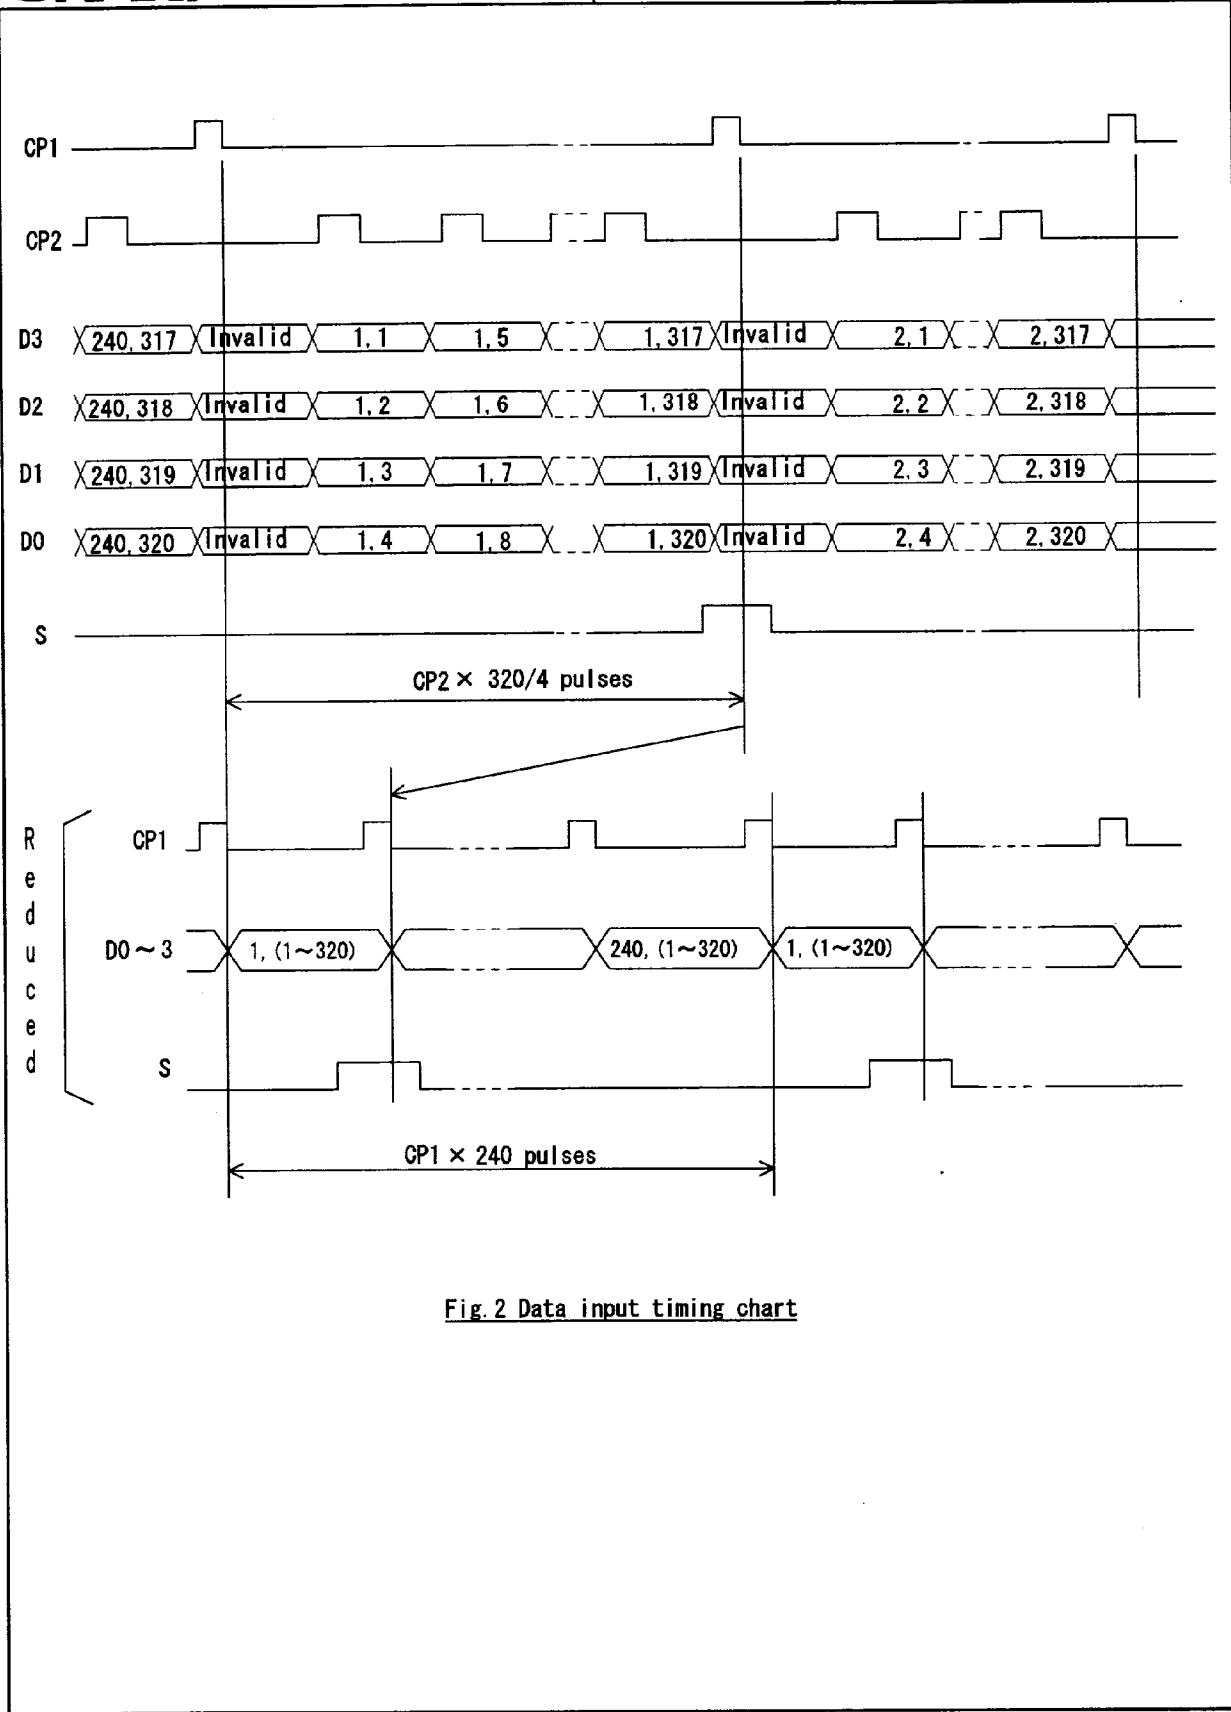 CP1
CP2
D3 240,317 Invalid 1,1 1,5 1,317 Invalid 2,1 2,317
D2 240,318 Invalid 1,2 1,6 1,318 Invalid 2,2 2,318
D1 240,319 Invalid 1,3 1,7 1,319 Invalid 2,3 2,319
D0 240,320 Invalid 1,4 1,8 1,320 Invalid 2,4 2,320
S
CP2 × 320/4 pulses
Reduced
CP1
D0～3 1,(1～320) 240,(1～320) 1,(1～320)
S
CP1 × 240 pulses
Fig.2 Data input timing chart